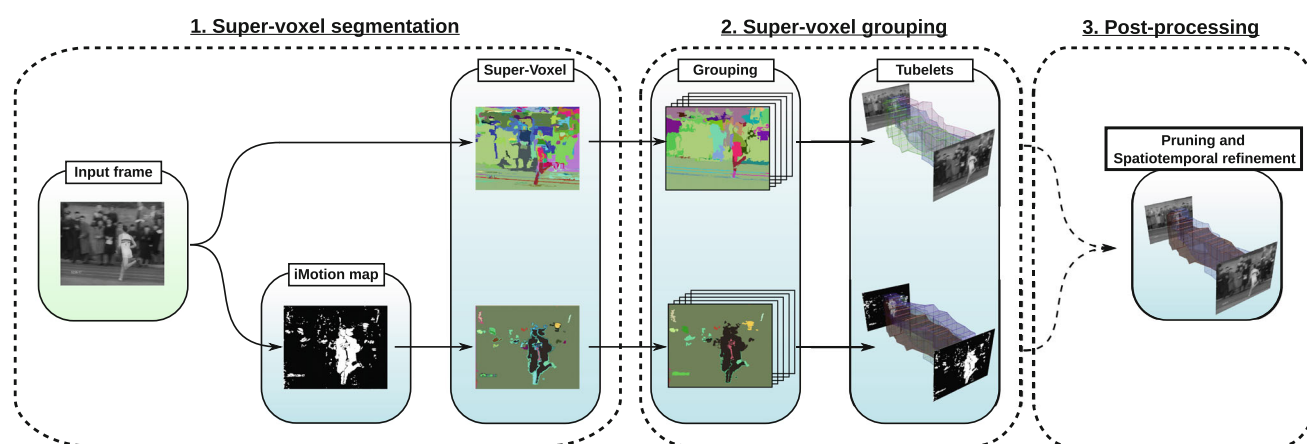 1. Super-voxel segmentation
2. Super-voxel grouping
3. Post-processing
Super-Voxel
Grouping
Tubelets
Input frame
iMotion map
Pruning and
Spatiotemporal refinement